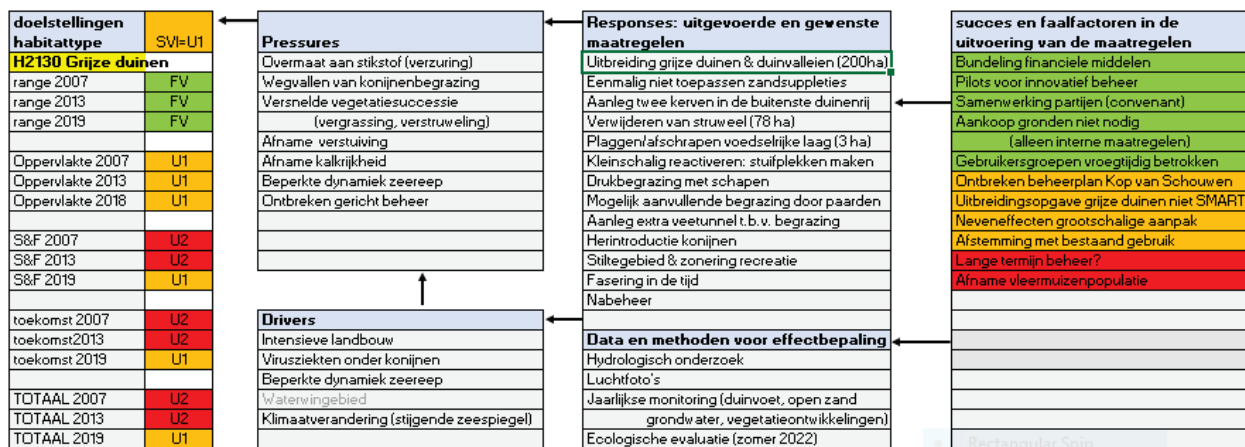 doelstellingen
habitattype SVI=U1
H2130 Grijze duinen
range 2007 FV
range 2013 FV
range 2019 FV
Oppervlakte 2007 U1
Oppervlakte 2013 U1
Oppervlakte 2018 U1
S&F 2007 U2
S&F 2013 U2
S&F 2019 U1
toekomst 2007 U2
toekomst2013 U2
toekomst 2019 U1
TOTAAL 2007 U2
TOTAAL 2013 U2
TOTAAL 2019 U1
Pressures
Overmaat aan stikstof (verzuring)
Wegvallen van konijnenbegrazing
Versnelde vegetatiesuccessie
(vergrassing, verstruweling)
Afname verstuiving
Afname kalkrijkheid
Beperkte dynamiek zeereep
Ontbreken gericht beheer
Drivers
Intensieve landbouw
Virusziekten onder konijnen
Beperkte dynamiek zeereep
Waterwingebied
Klimaatverandering (stijgende zeespiegel)
Responses: uitgevoerde en gewenste
maatregelen
Uitbreiding grijze duinen & duinvalleien (200ha)
Eenmalig niet toepassen zandsuppleties
Aanleg twee kerven in de buitenste duinenrij
Verwijderen van struweel (78 ha)
Plaggen/afschrapen voedselrijke laag (3 ha)
Kleinschalig reactiveren: stuifplekken maken
Drukbegrazing met schapen
Mogelijk aanvullende begrazing door paarden
Aanleg extra veetunnel t.b.v. begrazing
Herintroductie konijnen
Stiltegebied & zonering recreatie
Fasering in de tijd
Nabeheer
Data en methoden voor effectbepaling
Hydrologisch onderzoek
Luchtfoto's
Jaarlijkse monitoring (duinvoet, open zand
grondwater, vegetatieontwikkelingen)
Ecologische evaluatie (zomer 2022)
succes en faalfactoren in de
uitvoering van de maatregelen
Bundeling financiele middelen
Pilots voor innovatief beheer
Samenwerking partijen (convenant)
Aankoop gronden niet nodig
(alleen interne maatregelen)
Gebruikersgroepen vroegtijdig betrokken
Ontbreken beheerplan Kop van Schouwen
Uitbreidingsopgave grijze duinen niet SMART
Neveneffecten grootschalige aanpak
Afstemming met bestaand gebruik
Lange termijn beheer?
Afname vleermuizenpopulatie
Rectangular Snip